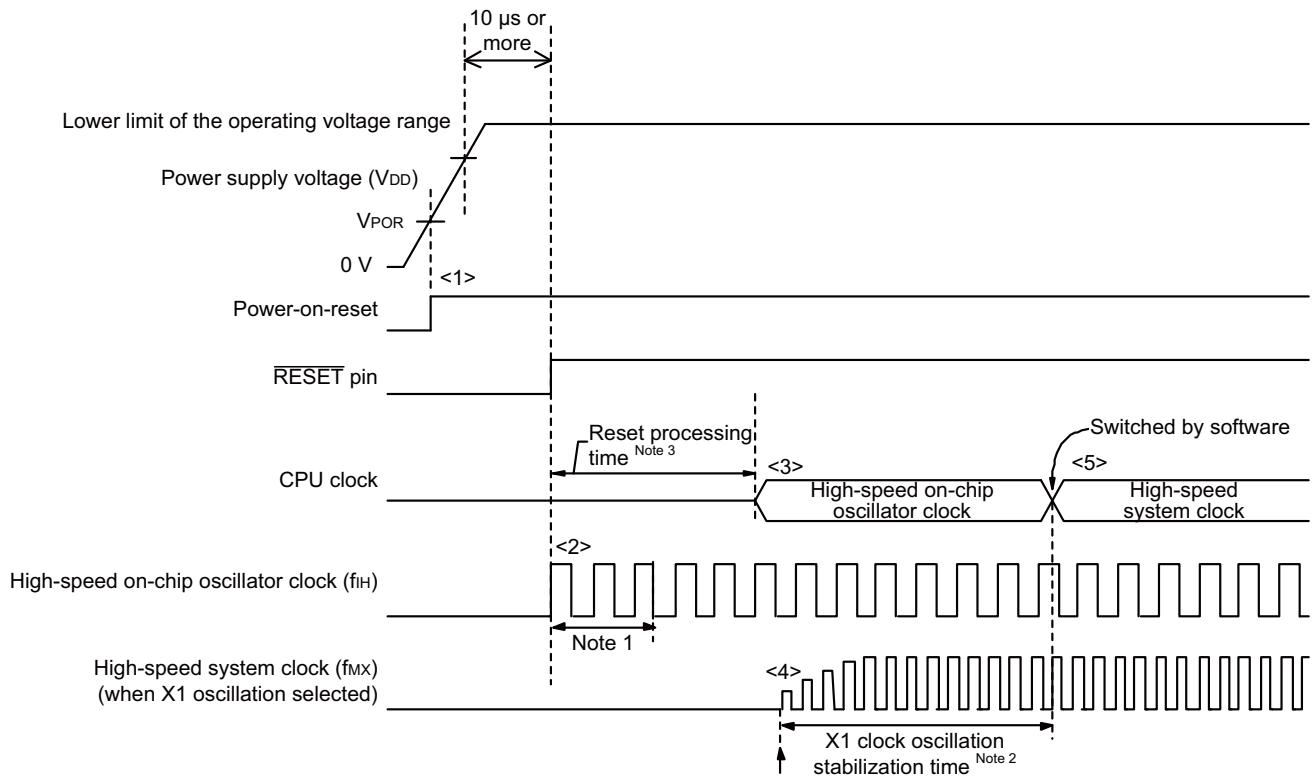 10 µs or
more
Lower limit of the operating voltage range
Power supply voltage (VDD)
VPOR
0 V
<1>
Power-on-reset
RESET pin
Reset processing
time Note 3
Switched by software
CPU clock
<3>
<5>
High-speed on-chip
oscillator clock
High-speed
system clock
<2>
High-speed on-chip oscillator clock (fIH)
Note 1
High-speed system clock (fMX)
(when X1 oscillation selected)
<4>
X1 clock oscillation
stabilization time Note 2